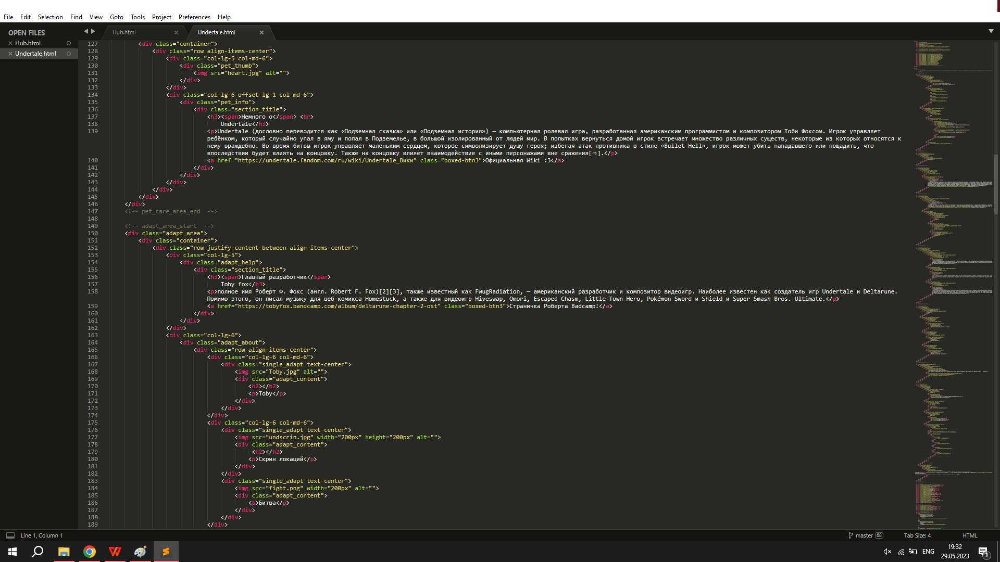 File Edit Selection Find View Goto Tools Project Preferences Help
OPEN FILES
Hub.html
Undertale.html
Hub.html
Undertale.html
127 <div class="container">
128 <div class="row align-items-center">
129 <div class="col-lg-5 col-md-6">
130 <div class="pet_thumb">
131 <img src="heart.jpg" alt="">
132 </div>
133 </div>
134 <div class="col-lg-6 offset-lg-1 col-md-6">
135 <div class="pet_info">
136 <div class="section_title">
137 <h3><span>Немного о</span> <br>
138 Undertale</h3>
139 <p>Undertale (дословно переводится как «Подземная сказка» или «Подземная история») — компьютерная ролевая игра, разработанная американским программистом и композитором Тоби Фоксом. Игрок управляет
ребёнком, который случайно упал в яму и попал в Подземелье, в большой изолированный от людей мир. В попытках вернуться домой игрок встречает множество различных существ, некоторые из которых относятся к
нему враждебно. Во время битвы игрок управляет маленьким сердцем, которое символизирует душу героя; избегая атак противника в стиле «Bullet Hell», игрок может убить нападавшего или пощадить, что
впоследствии будет влиять на концовку. Также на концовку влияет взаимодействие с иными персонажами вне сражения[⇨].</p>
140 <a href="https://undertale.fandom.com/ru/wiki/Undertale_Вики" class="boxed-btn3">Официальная Wiki :3</a>
141 </div>
142 </div>
143 </div>
144 </div>
145 </div>
146 </div>
147 <!-- pet_care_area_end  -->
148
149 <!-- adapt_area_start  -->
150 <div class="adapt_area">
151 <div class="container">
152 <div class="row justify-content-between align-items-center">
153 <div class="col-lg-5">
154 <div class="adapt_help">
155 <div class="section_title">
156 <h3><span>Главный разработчик</span>
157 Toby fox</h3>
158 <p>полное имя Роберт Ф. Фокс (англ. Robert F. Fox)[2][3], также известный как FwugRadiation, — американский разработчик и композитор видеоигр. Наиболее известен как создатель игр Undertale и Deltarune.
Помимо этого, он писал музыку для веб-комикса Homestuck, а также для видеоигр Hiveswap, Omori, Escaped Chasm, Little Town Hero, Pokémon Sword и Shield и Super Smash Bros. Ultimate.</p>
159 <a href="https://tobyfox.bandcamp.com/album/deltarune-chapter-2-ost" class="boxed-btn3">Страничка Роберта Badcamp!</a>
160 </div>
161 </div>
162 </div>
163 <div class="col-lg-6">
164 <div class="adapt_about">
165 <div class="row align-items-center">
166 <div class="col-lg-6 col-md-6">
167 <div class="single_adapt text-center">
168 <img src="Toby.jpg" alt="">
169 <div class="adapt_content">
170 <h2></h2>
171 <p>Toby</p>
172 </div>
173 </div>
174 </div>
175 <div class="col-lg-6 col-md-6">
176 <div class="single_adapt text-center">
177 <img src="undscrin.jpg" width="200px" height="200px" alt="">
178 <div class="adapt_content">
179 <h2></h2>
180 <p>Скрин локаций</p>
181 </div>
182 </div>
183 <div class="single_adapt text-center">
184 <img src="fight.png" width="200px" alt="">
185 <div class="adapt_content">
186 <p>Битва</p>
187 </div>
188 </div>
189 </div>
Line 1, Column 1
master 68
Tab Size: 4
HTML
ENG
19:32
29.05.2023
1